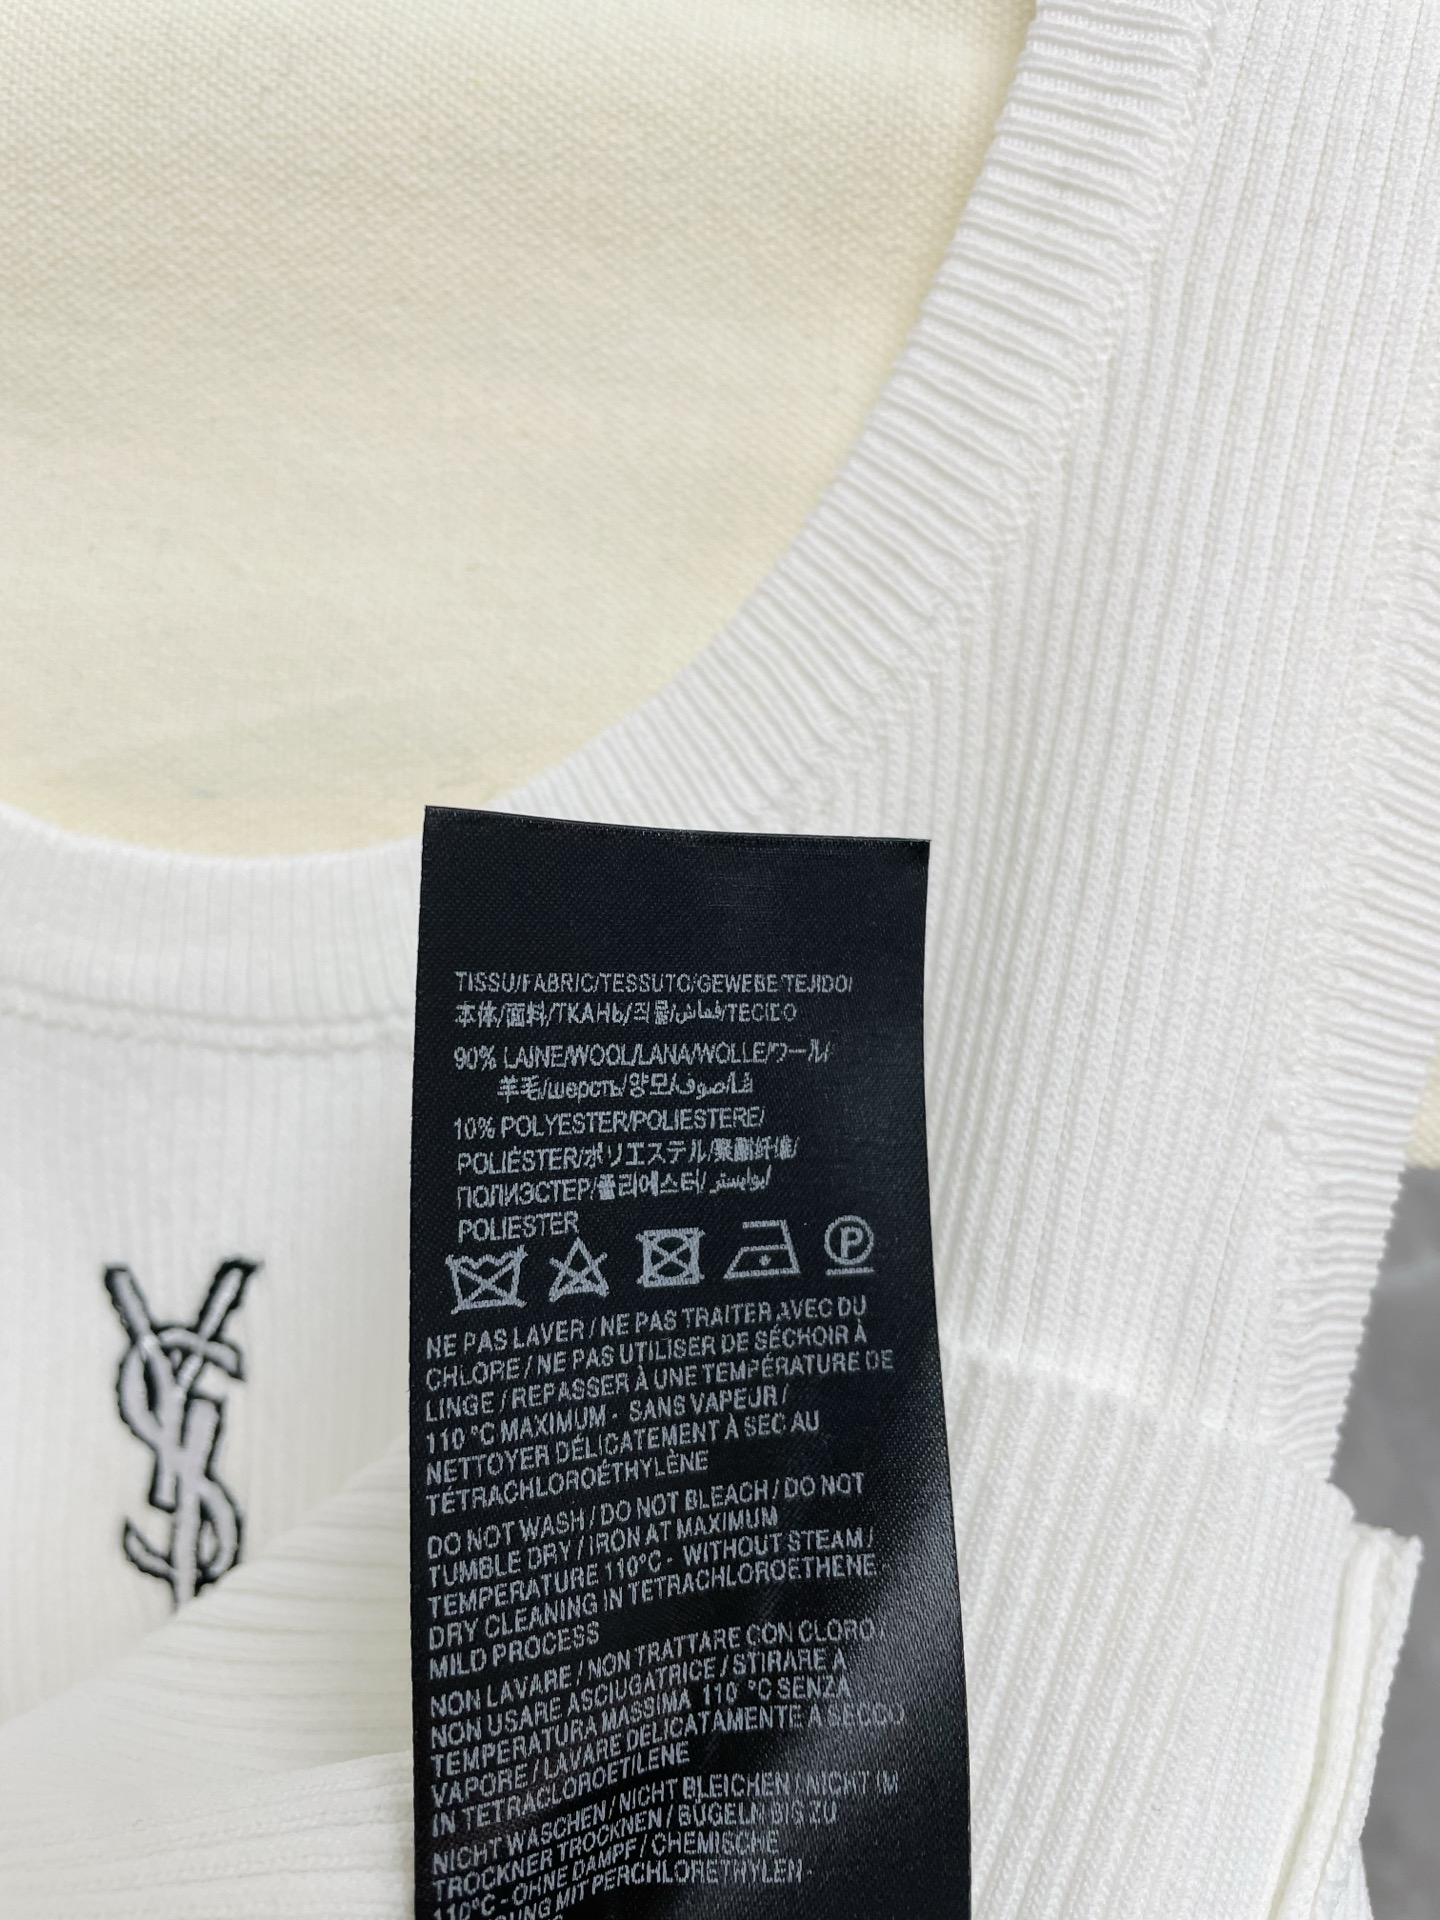 TISSU/FABRIC/TESSUTO/GEWEBE/TEJIDO/
本体/面料/ТКАНЬ/직물/قماش/TECIDO
90% LAINE/WOOL/LANA/WOLLE/ウール/
羊毛/шерсть/양모/صوف/Lã
10% POLYESTER/POLIESTERE/
POLIÉSTER/ポリエステル/聚酯纤维/
ПОЛИЭСТЕР/폴리에스터/بوليستر/
POLIESTER
P
NE PAS LAVER / NE PAS TRAITER AVEC DU
CHLORE / NE PAS UTILISER DE SÉCHOIR À
LINGE / REPASSER À UNE TEMPÉRATURE DE
110 °C MAXIMUM - SANS VAPEUR /
NETTOYER DÉLICATEMENT À SEC AU
TÉTRACHLOROÉTHYLÈNE
DO NOT WASH / DO NOT BLEACH / DO NOT
TUMBLE DRY / IRON AT MAXIMUM
TEMPERATURE 110°C - WITHOUT STEAM /
DRY CLEANING IN TETRACHLOROETHENE
MILD PROCESS
NON LAVARE / NON TRATTARE CON CLORO /
NON USARE ASCIUGATRICE / STIRARE A
TEMPERATURA MASSIMA 110 °C SENZA
VAPORE / LAVARE DELICATAMENTE A SECCO
IN TETRACLOROETILENE
NICHT WASCHEN / NICHT BLEICHEN / NICHT IM
TROCKNER TROCKNEN / BÜGELN BIS ZU
110°C - OHNE DAMPF / CHEMISCHE
MIT PERCHLORETHYLEN -
YSL